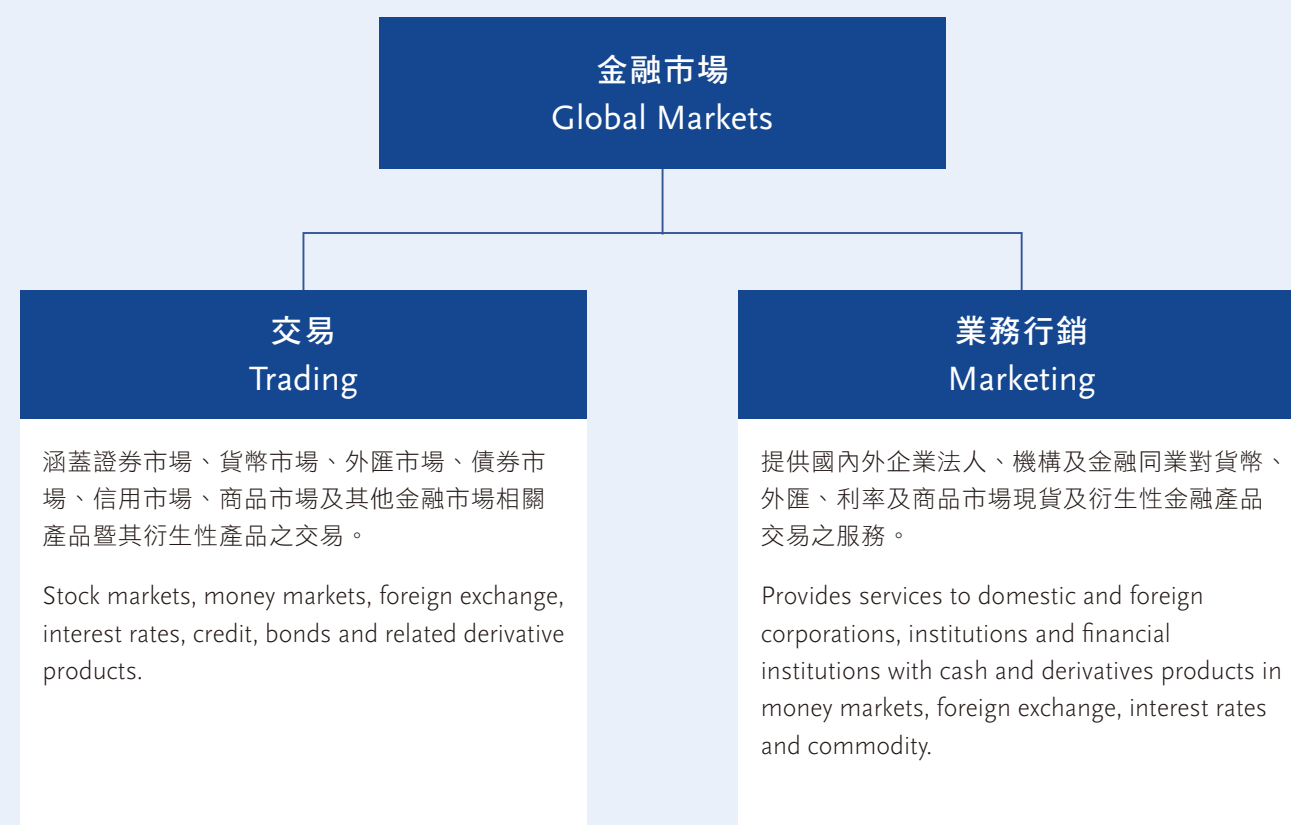 金融市場
Global Markets
交易
Trading
涵蓋證券市場、貨幣市場、外匯市場、債券市
場、信用市場、商品市場及其他金融市場相關
產品暨其衍生性產品之交易。
Stock markets, money markets, foreign exchange,
interest rates, credit, bonds and related derivative
products.
業務行銷
Marketing
提供國內外企業法人、機構及金融同業對貨幣、
外匯、利率及商品市場現貨及衍生性金融產品
交易之服務。
Provides services to domestic and foreign
corporations, institutions and financial
institutions with cash and derivatives products in
money markets, foreign exchange, interest rates
and commodity.